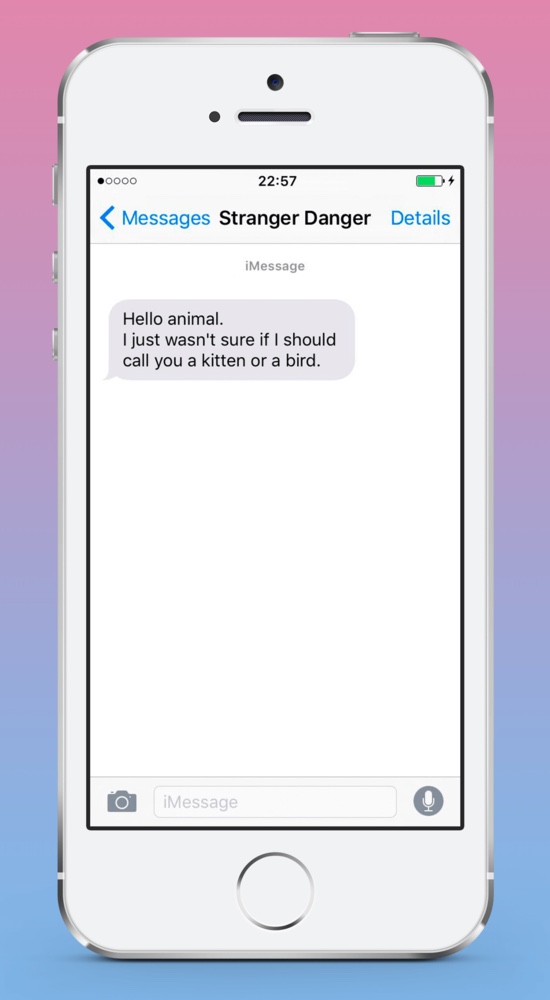 22:57
Messages Stranger Danger Details
iMessage
Hello animal.
I just wasn't sure if I should
call you a kitten or a bird.
iMessage